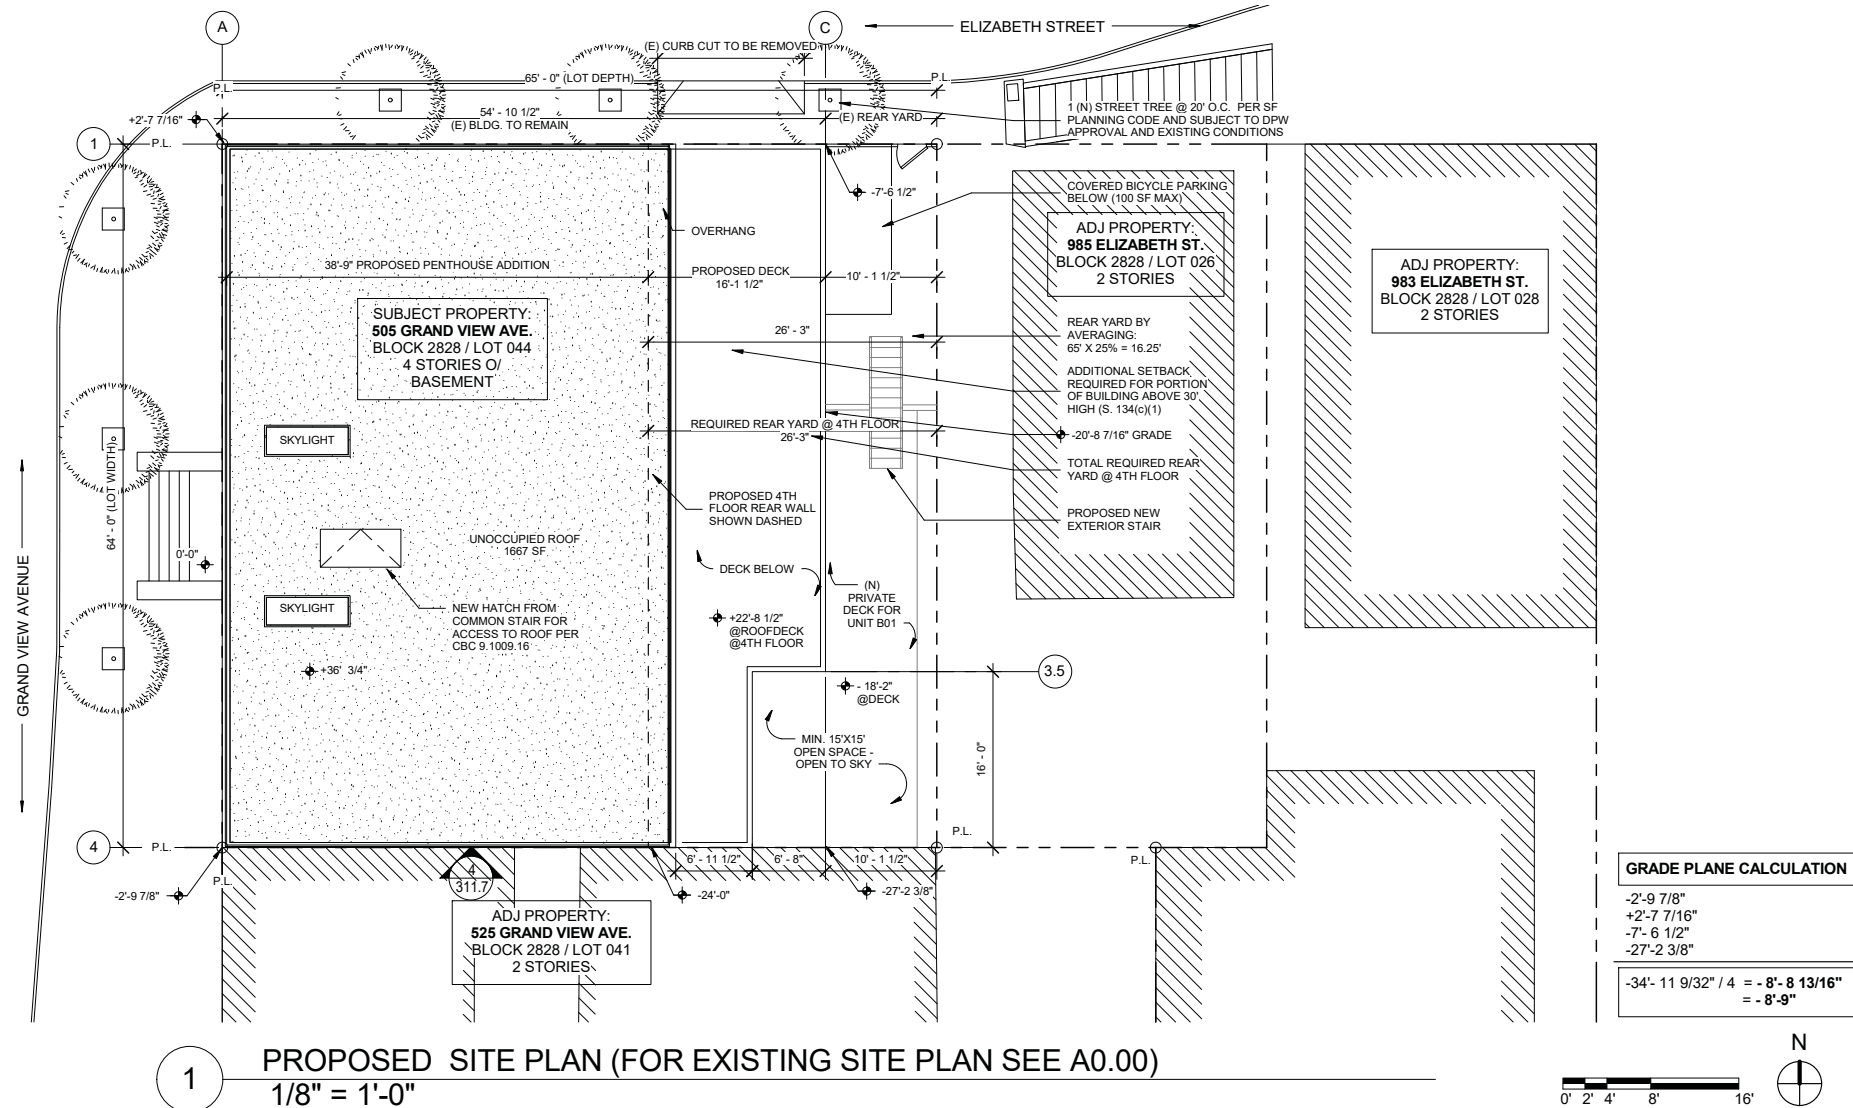 A
C
ELIZABETH STREET
(E) CURB CUT TO BE REMOVED
65' - 0" (LOT DEPTH)
P.L.
P.L.
54' - 10 1/2"
(E) BLDG. TO REMAIN
(E) REAR YARD
1 (N) STREET TREE @ 20' O.C. PER SF
PLANNING CODE AND SUBJECT TO DPW
APPROVAL AND EXISTING CONDITIONS
+2'-7 7/16"
1
P.L.
-7'-6 1/2"
COVERED BICYCLE PARKING
BELOW (100 SF MAX)
OVERHANG
ADJ PROPERTY:
985 ELIZABETH ST.
BLOCK 2828 / LOT 026
2 STORIES
ADJ PROPERTY:
983 ELIZABETH ST.
BLOCK 2828 / LOT 028
2 STORIES
38'-9" PROPOSED PENTHOUSE ADDITION
PROPOSED DECK
16'-1 1/2"
10' - 1 1/2"
SUBJECT PROPERTY:
505 GRAND VIEW AVE.
BLOCK 2828 / LOT 044
4 STORIES O/
BASEMENT
26' - 3"
REAR YARD BY
AVERAGING:
65' X 25% = 16.25'
ADDITIONAL SETBACK
REQUIRED FOR PORTION
OF BUILDING ABOVE 30'
HIGH (S. 134(c)(1)
SKYLIGHT
REQUIRED REAR YARD @ 4TH FLOOR
26'-3"
-20'-8 7/16" GRADE
TOTAL REQUIRED REAR
YARD @ 4TH FLOOR
64' - 0" (LOT WIDTH)
GRAND VIEW AVENUE
PROPOSED 4TH
FLOOR REAR WALL
SHOWN DASHED
PROPOSED NEW
EXTERIOR STAIR
UNOCCUPIED ROOF
1667 SF
0'-0"
DECK BELOW
(N)
PRIVATE
DECK FOR
UNIT B01
SKYLIGHT
NEW HATCH FROM
COMMON STAIR FOR
ACCESS TO ROOF PER
CBC 9.1009.16
+22'-8 1/2"
@ROOFDECK
@4TH FLOOR
+36' 3/4"
3.5
- 18'-2"
@DECK
MIN. 15'X15'
OPEN SPACE -
OPEN TO SKY
16' - 0"
P.L.
4
P.L.
P.L.
P.L.
6' - 11 1/2"
6' - 8"
10' - 1 1/2"
4
311.7
-2'-9 7/8"
-24'-0"
-27'-2 3/8"
ADJ PROPERTY:
525 GRAND VIEW AVE.
BLOCK 2828 / LOT 041
2 STORIES
GRADE PLANE CALCULATION
-2'-9 7/8"
+2'-7 7/16"
-7'- 6 1/2"
-27'-2 3/8"
-34'- 11 9/32" / 4 = - 8'- 8 13/16"
= - 8'-9"
1
PROPOSED SITE PLAN (FOR EXISTING SITE PLAN SEE A0.00)
1/8" = 1'-0"
N
0' 2' 4' 8' 16'